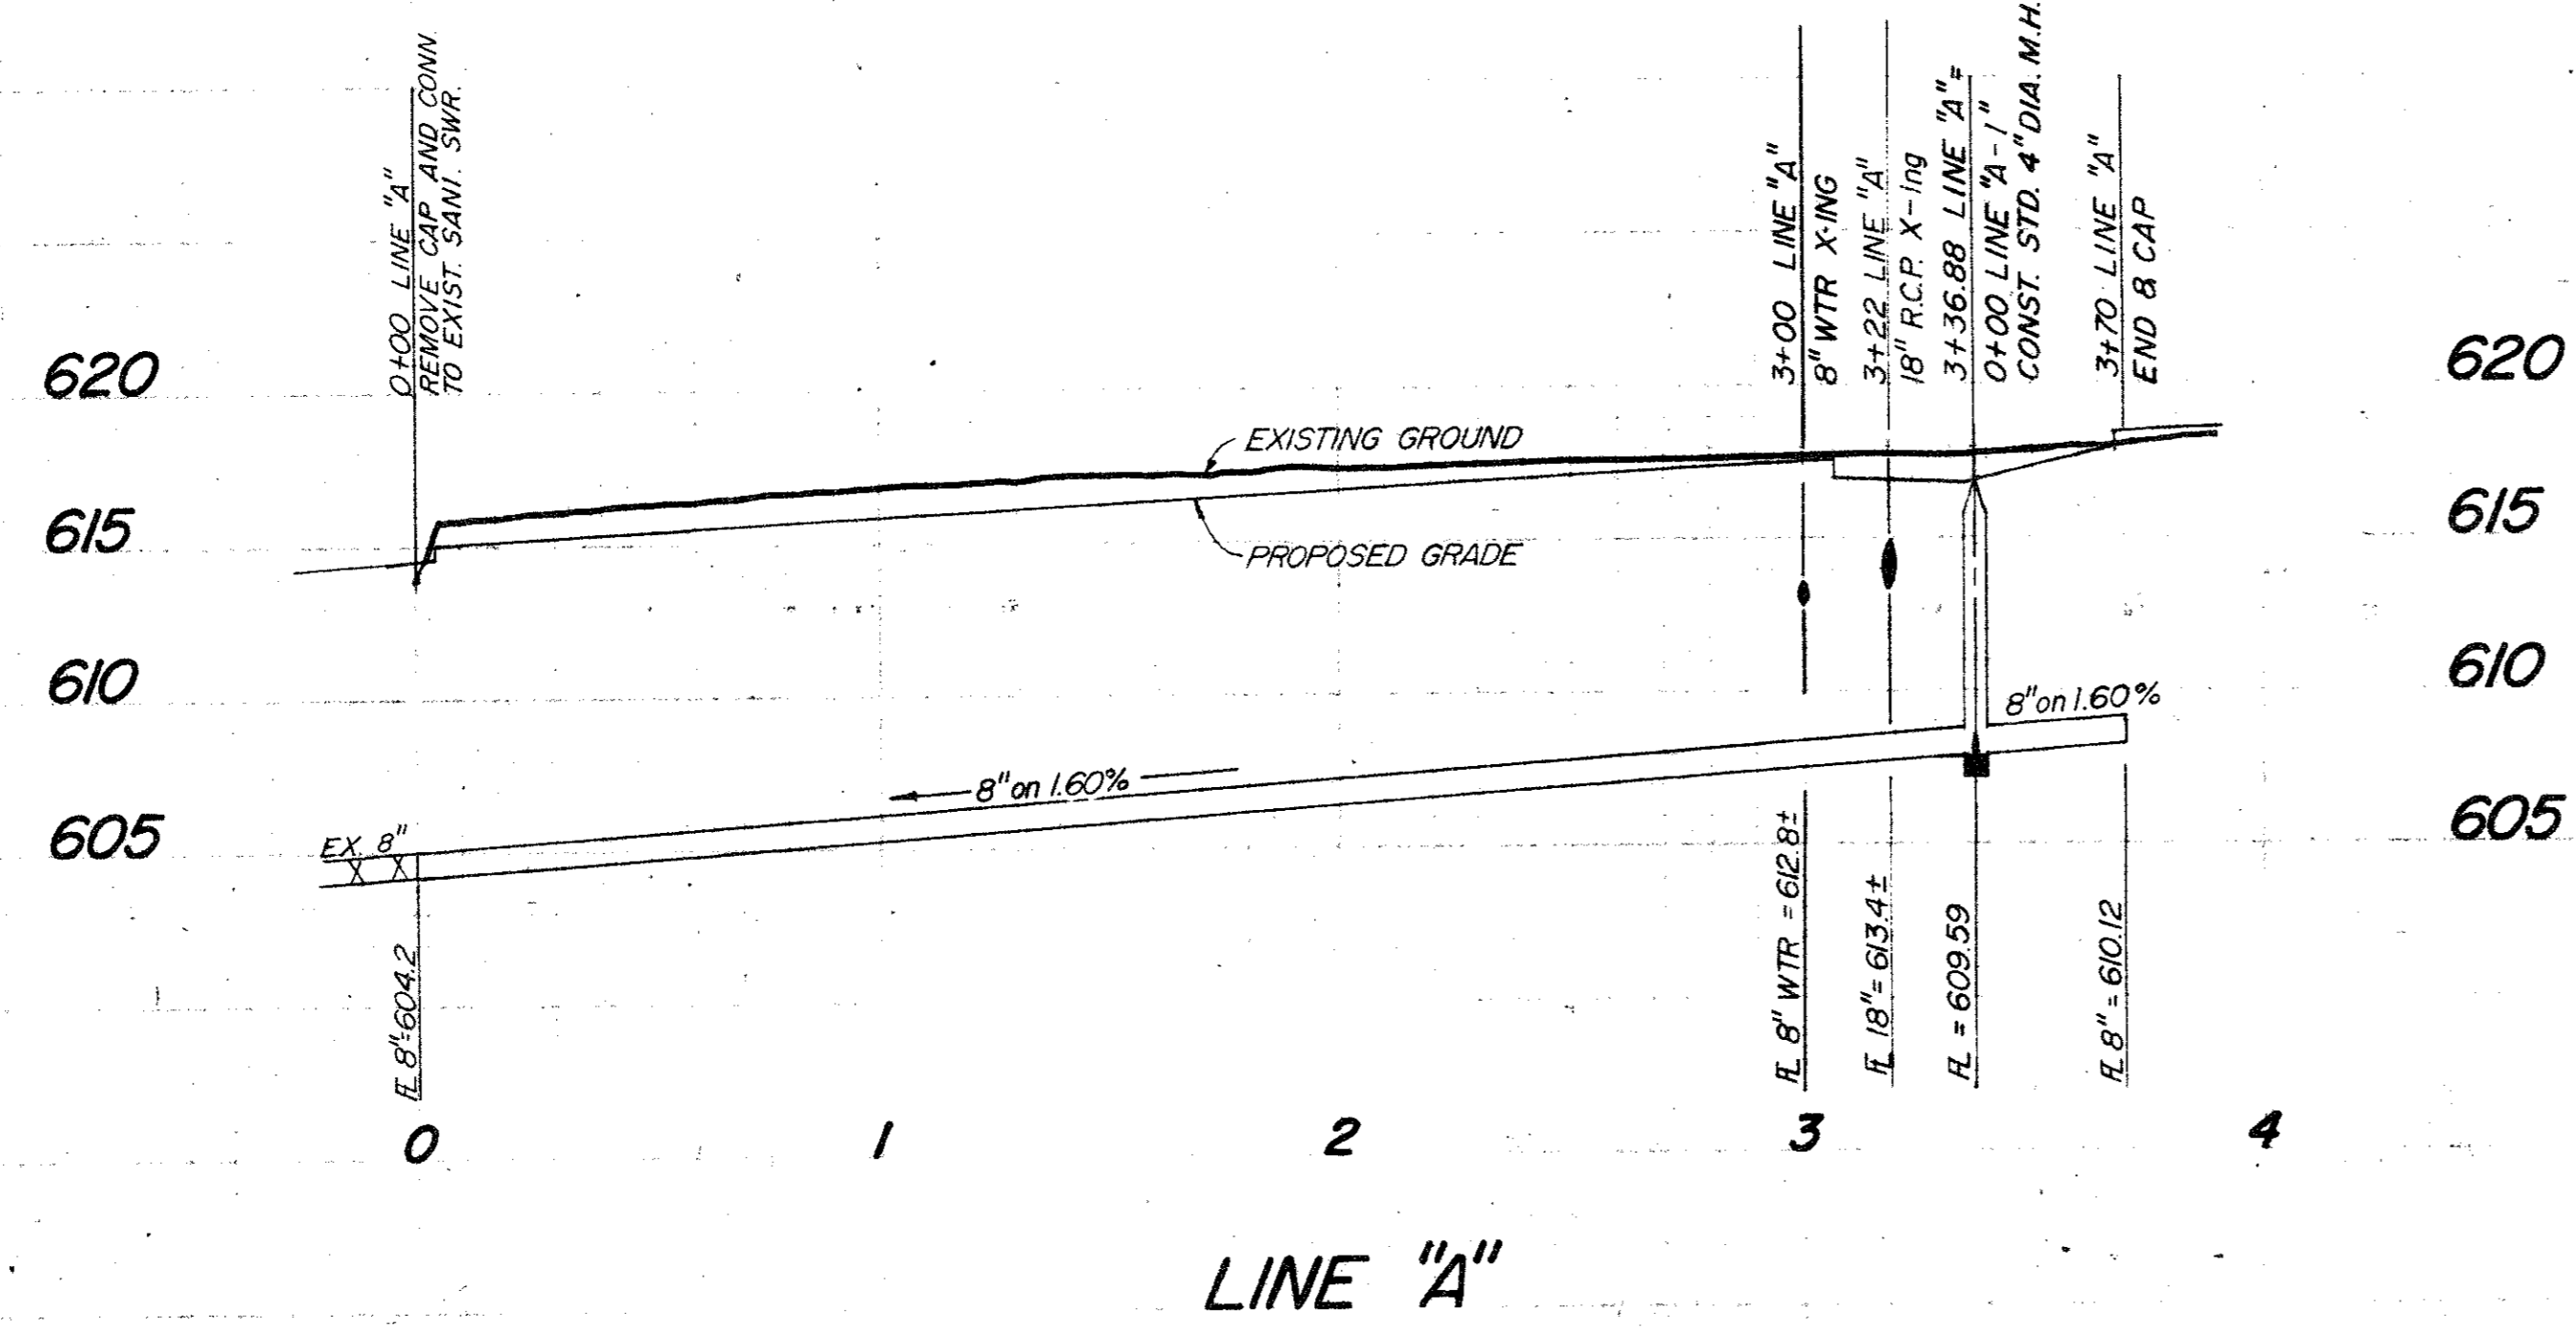 0+00 LINE "A"
REMOVE CAP AND CONN.
TO EXIST. SANI. SWR.
3+00 LINE "A"
8" WTR X-ING
3+22 LINE "A"
18" R.C.P. X-Ing
3+36.88 LINE "A" =
0+00 LINE "A-1"
CONST. STD. 4" DIA. M.H.
3+70 LINE "A"
END & CAP
620
620
EXISTING GROUND
615
615
PROPOSED GRADE
610
610
8" on 1.60%
8" on 1.60%
605
605
EX. 8"
FL 8"=604.2
FL 8" WTR = 612.8±
FL 18"=613.4±
FL = 609.59
FL 8" = 610.12
0 1 2 3 4
LINE "A"